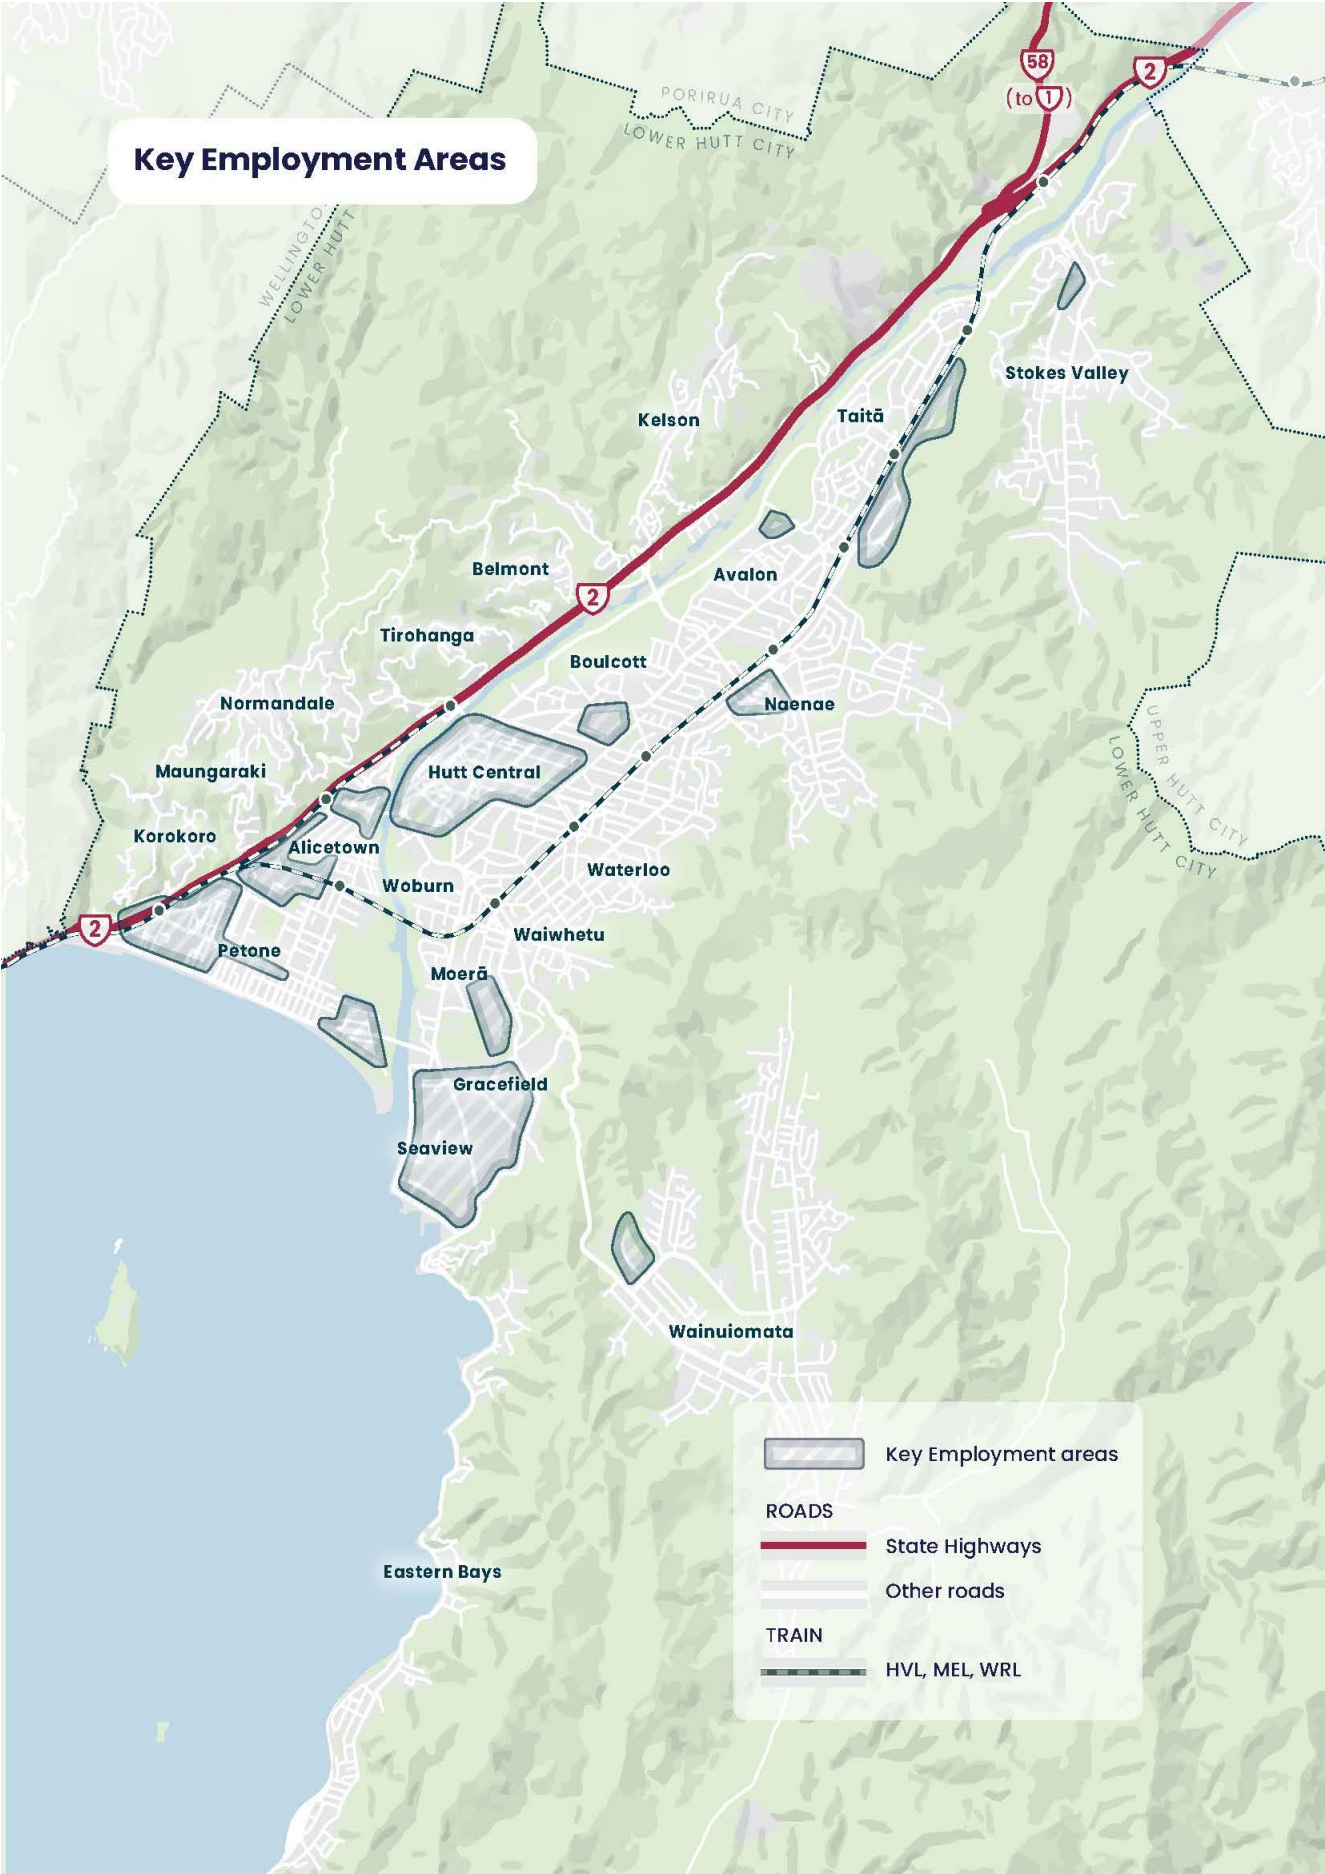 58
(to 1)
2
PORIRUA CITY
LOWER HUTT CITY
Key Employment Areas
LOWER HUTT
Stokes Valley
Kelson
Taitā
Belmont
Avalon
2
Tirohanga
Boulcott
Normandale
Naenae
UPPER HUTT CITY
LOWER HUTT CITY
Maungaraki
Hutt Central
Korokoro
Alicetown
Waterloo
Woburn
2
Waiwhetu
Petone
Moerā
Gracefield
Seaview
Wainuiomata
Key Employment areas
ROADS
State Highways
Other roads
TRAIN
HVL, MEL, WRL
Eastern Bays